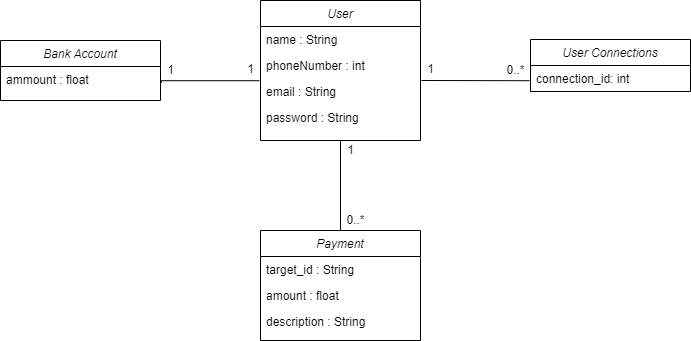 User
name : String
phoneNumber : int
email : String
password : String
Bank Account
ammount : float
1
1
User Connections
connection_id: int
1
0..*
1
0..*
Payment
target_id : String
amount : float
description : String